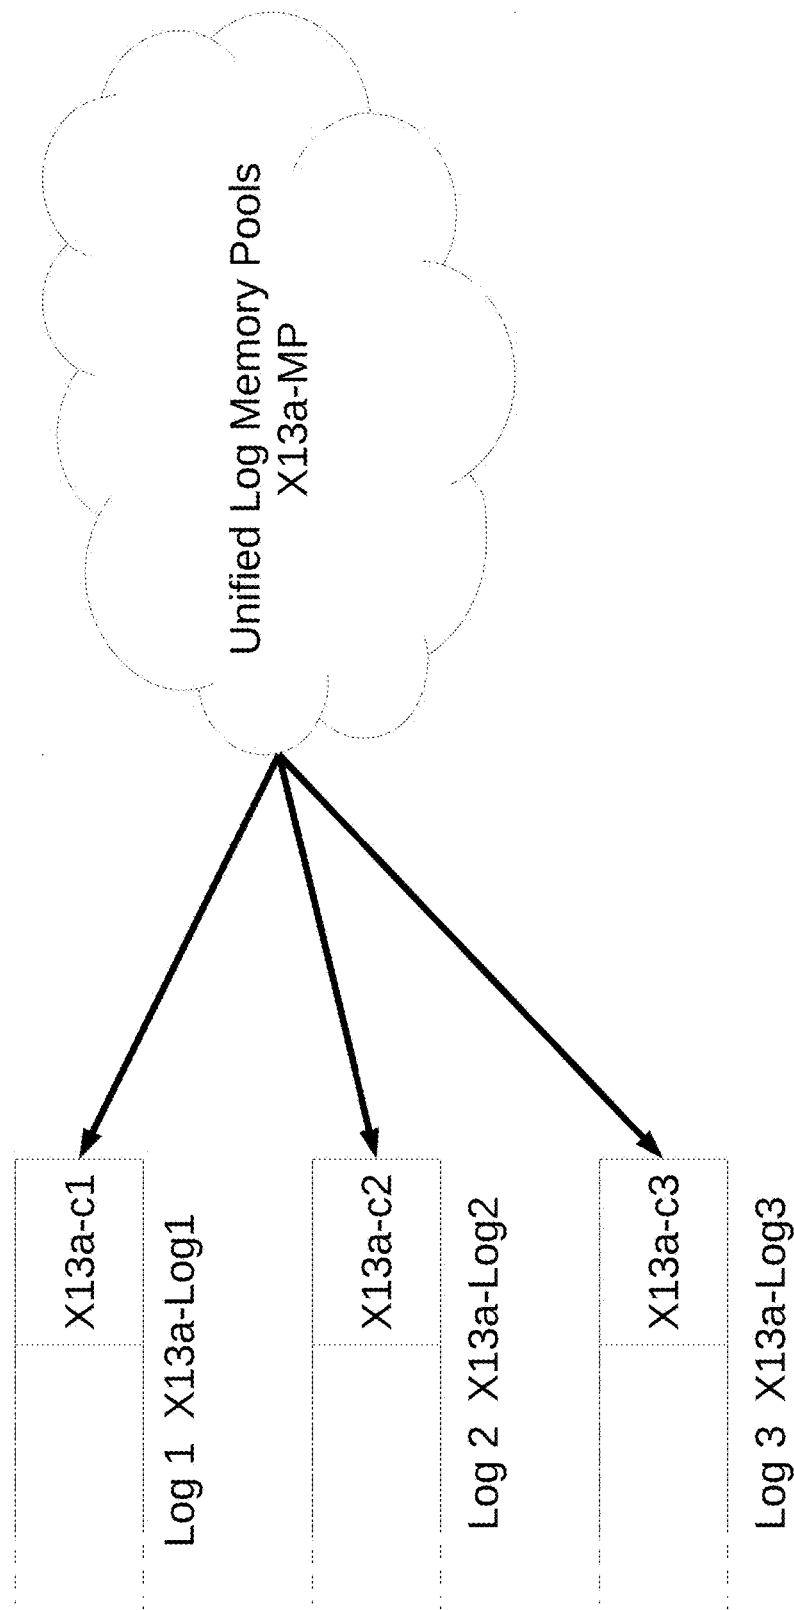 Unified Log Memory Pools
X13a-MP
X13a-c1
Log 1 X13a-Log1
X13a-c2
Log 2 X13a-Log2
X13a-c3
Log 3 X13a-Log3